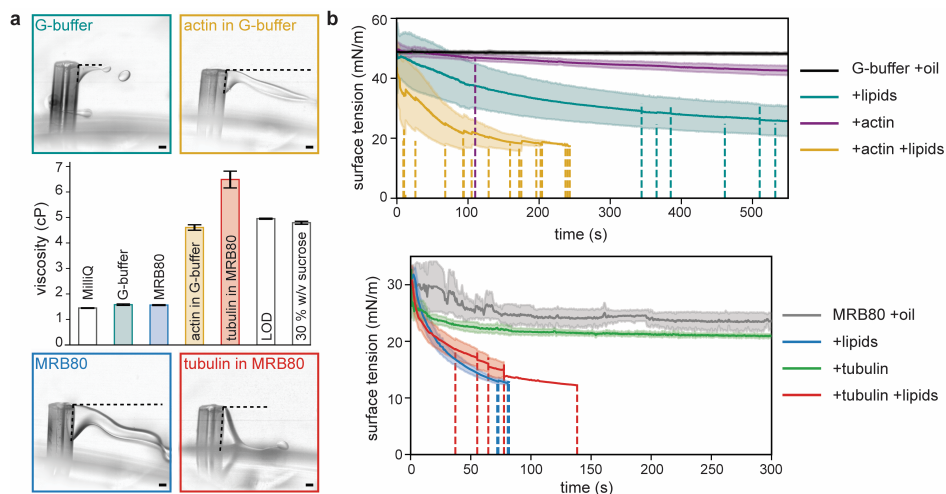 a
G-buffer
actin in G-buffer
7
6
5
4
3
2
1
0
viscosity (cP)
MilliQ
G-buffer
MRB80
actin in G-buffer
tubulin in MRB80
LOD
30 % w/v sucrose
MRB80
tubulin in MRB80
b
60
40
20
0
surface tension (mN/m)
0 100 200 300 400 500
time (s)
G-buffer +oil
+lipids
+actin
+actin +lipids
30
20
10
0
surface tension (mN/m)
0 50 100 150 200 250 300
time (s)
MRB80 +oil
+lipids
+tubulin
+tubulin +lipids